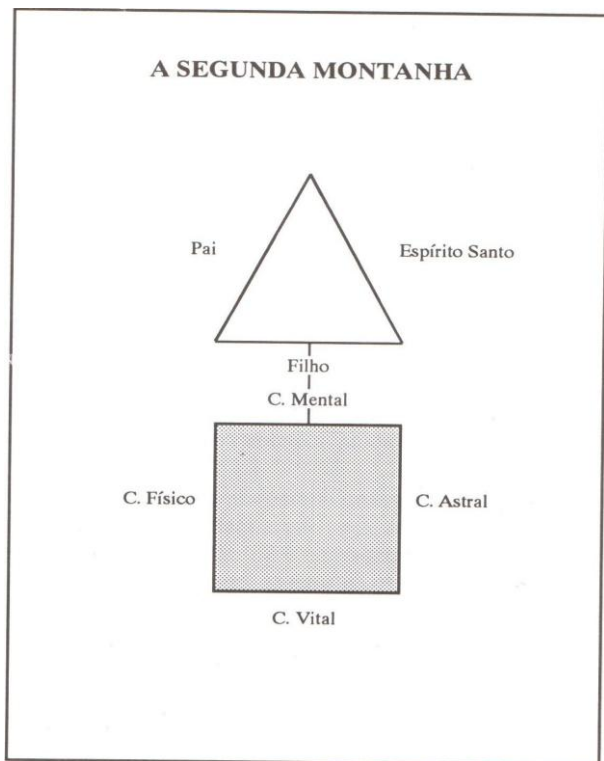 A SEGUNDA MONTANHA
Pai
Espírito Santo
Filho
C. Mental
C. Físico
C. Astral
C. Vital